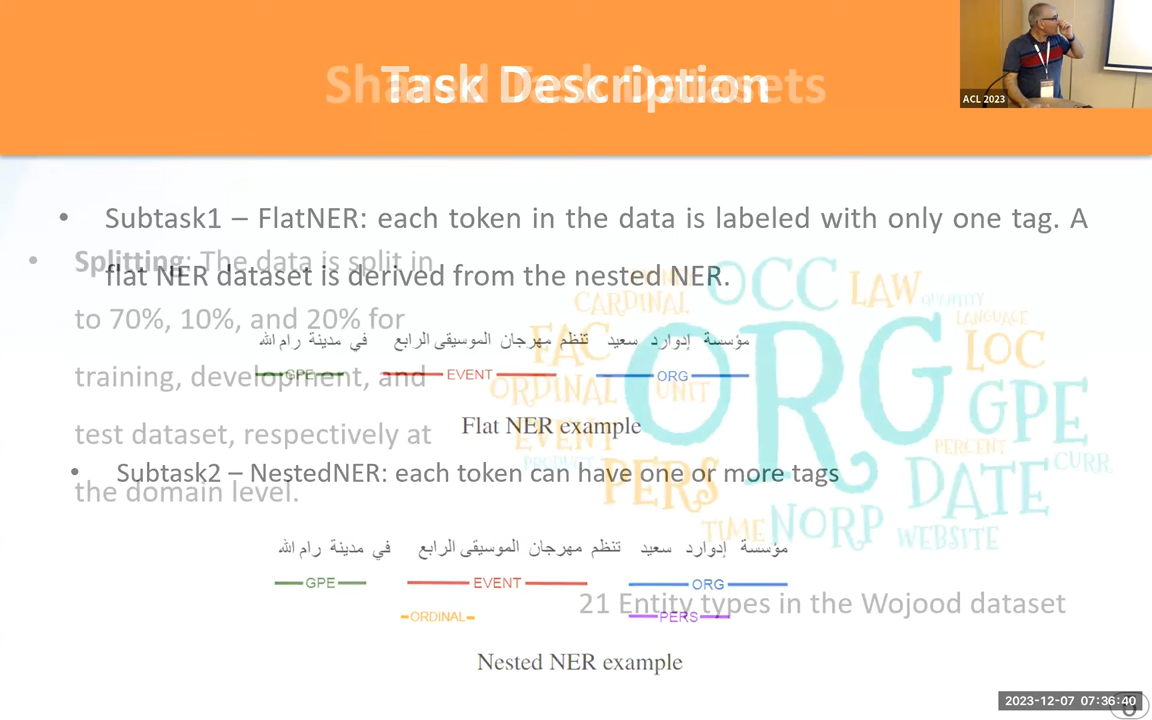 Task Description
Shared Task Datasets
ACL 2023
• Subtask1 – FlatNER: each token in the data is labeled with only one tag. A
flat NER dataset is derived from the nested NER.
• Splitting: The data is split in
to 70%, 10%, and 20% for
training, development, and
test dataset, respectively at
the domain level.
مؤسسة إدوارد سعيد تنظم مهرجان الموسيقى الرابع في مدينة رام الله
GPE EVENT ORG
Flat NER example
• Subtask2 – NestedNER: each token can have one or more tags
مؤسسة إدوارد سعيد تنظم مهرجان الموسيقى الرابع في مدينة رام الله
GPE EVENT ORG
ORDINAL PERS
Nested NER example
OCC
LAW
QUANTITY
CARDINAL
LANGUAGE
FAC
ORG
LOC
ORDINAL
UNIT
GPE
EVENT
PERCENT
PRODUCT
CURR
PERS
DATE
TIME
NORP
WEBSITE
21 Entity types in the Wojood dataset
2023-12-07 07:36:40